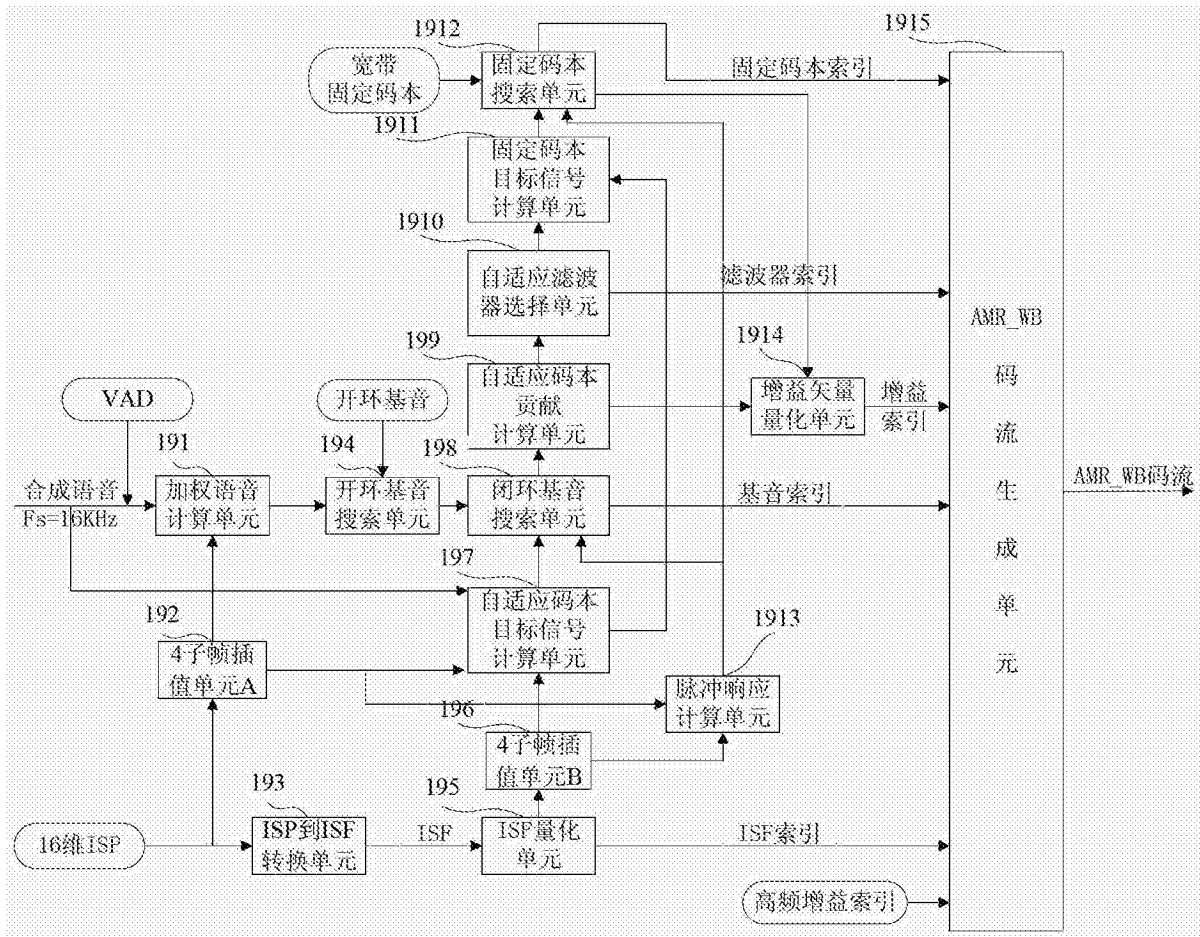 1912
1915
宽带
固定码本
固定码本
搜索单元
固定码本索引
1911
固定码本
目标信号
计算单元
1910
自适应滤波
器选择单元
滤波器索引
AMR_WB
码
流
生
成
单
元
199
1914
自适应码本
贡献
计算单元
增益矢量
量化单元
增益
索引
VAD
开环基音
191
194
198
合成语音
Fs=16KHz
加权语音
计算单元
开环基音
搜索单元
闭环基音
搜索单元
基音索引
AMR_WB码流
197
自适应码本
目标信号
计算单元
192
4子帧插
值单元A
1913
脉冲响应
计算单元
196
4子帧插
值单元B
193
195
16维ISP
ISP到ISF
转换单元
ISF
ISF量化
单元
ISF索引
高频增益索引